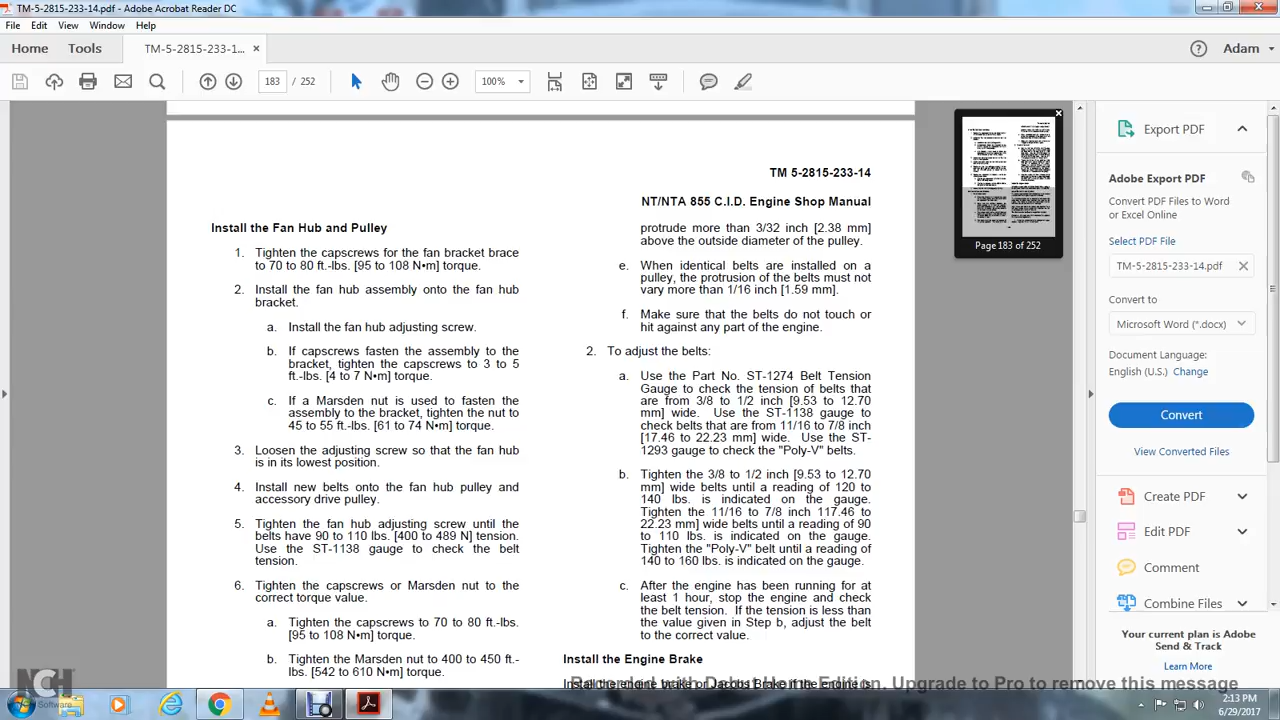 TM-5-2815-233-14.pdf - Adobe Acrobat Reader DC
File Edit View Window Help
Home Tools TM-5-2815-233-1... × Adam
183 / 252 100%
TM 5-2815-233-14
NT/NTA 855 C.I.D. Engine Shop Manual
Install the Fan Hub and Pulley
1. Tighten the capscrews for the fan bracket brace
to 70 to 80 ft.-lbs. [95 to 108 N•m] torque.
2. Install the fan hub assembly onto the fan hub
bracket.
a. Install the fan hub adjusting screw.
b. If capscrews fasten the assembly to the
bracket, tighten the capscrews to 3 to 5
ft.-lbs. [4 to 7 N•m] torque.
c. If a Marsden nut is used to fasten the
assembly to the bracket, tighten the nut to
45 to 55 ft.-lbs. [61 to 74 N•m] torque.
3. Loosen the adjusting screw so that the fan hub
is in its lowest position.
4. Install new belts onto the fan hub pulley and
accessory drive pulley.
5. Tighten the fan hub adjusting screw until the
belts have 90 to 110 lbs. [400 to 489 N] tension.
Use the ST-1138 gauge to check the belt
tension.
6. Tighten the capscrews or Marsden nut to the
correct torque value.
a. Tighten the capscrews to 70 to 80 ft.-lbs.
[95 to 108 N•m] torque.
b. Tighten the Marsden nut to 400 to 450 ft.-
lbs. [542 to 610 N•m] torque.
protrude more than 3/32 inch [2.38 mm]
above the outside diameter of the pulley.
e. When identical belts are installed on a
pulley, the protrusion of the belts must not
vary more than 1/16 inch [1.59 mm].
f. Make sure that the belts do not touch or
hit against any part of the engine.
2. To adjust the belts:
a. Use the Part No. ST-1274 Belt Tension
Gauge to check the tension of belts that
are from 3/8 to 1/2 inch [9.53 to 12.70
mm] wide. Use the ST-1138 gauge to
check belts that are from 11/16 to 7/8 inch
[17.46 to 22.23 mm] wide. Use the ST-
1293 gauge to check the "Poly-V" belts.
b. Tighten the 3/8 to 1/2 inch [9.53 to 12.70
mm] wide belts until a reading of 120 to
140 lbs. is indicated on the gauge.
Tighten the 11/16 to 7/8 inch 117.46 to
22.23 mm] wide belts until a reading of 90
to 110 lbs. is indicated on the gauge.
Tighten the "Poly-V" belt until a reading of
140 to 160 lbs. is indicated on the gauge.
c. After the engine has been running for at
least 1 hour, stop the engine and check
the belt tension. If the tension is less than
the value given in Step b, adjust the belt
to the correct value.
Install the Engine Brake
Install the engine brake or Jacobs Brake if the engine is
Page 183 of 252
Export PDF
Adobe Export PDF
Convert PDF Files to Word
or Excel Online
Select PDF File
TM-5-2815-233-14.pdf
Convert to
Microsoft Word (*.docx)
Document Language:
English (U.S.) Change
Convert
View Converted Files
Create PDF
Edit PDF
Comment
Combine Files
Your current plan is Adobe
Send & Track
Learn More
NCH Software
Recorded with Debut Home Edition. Upgrade to Pro to remove this message
2:13 PM
6/29/2017